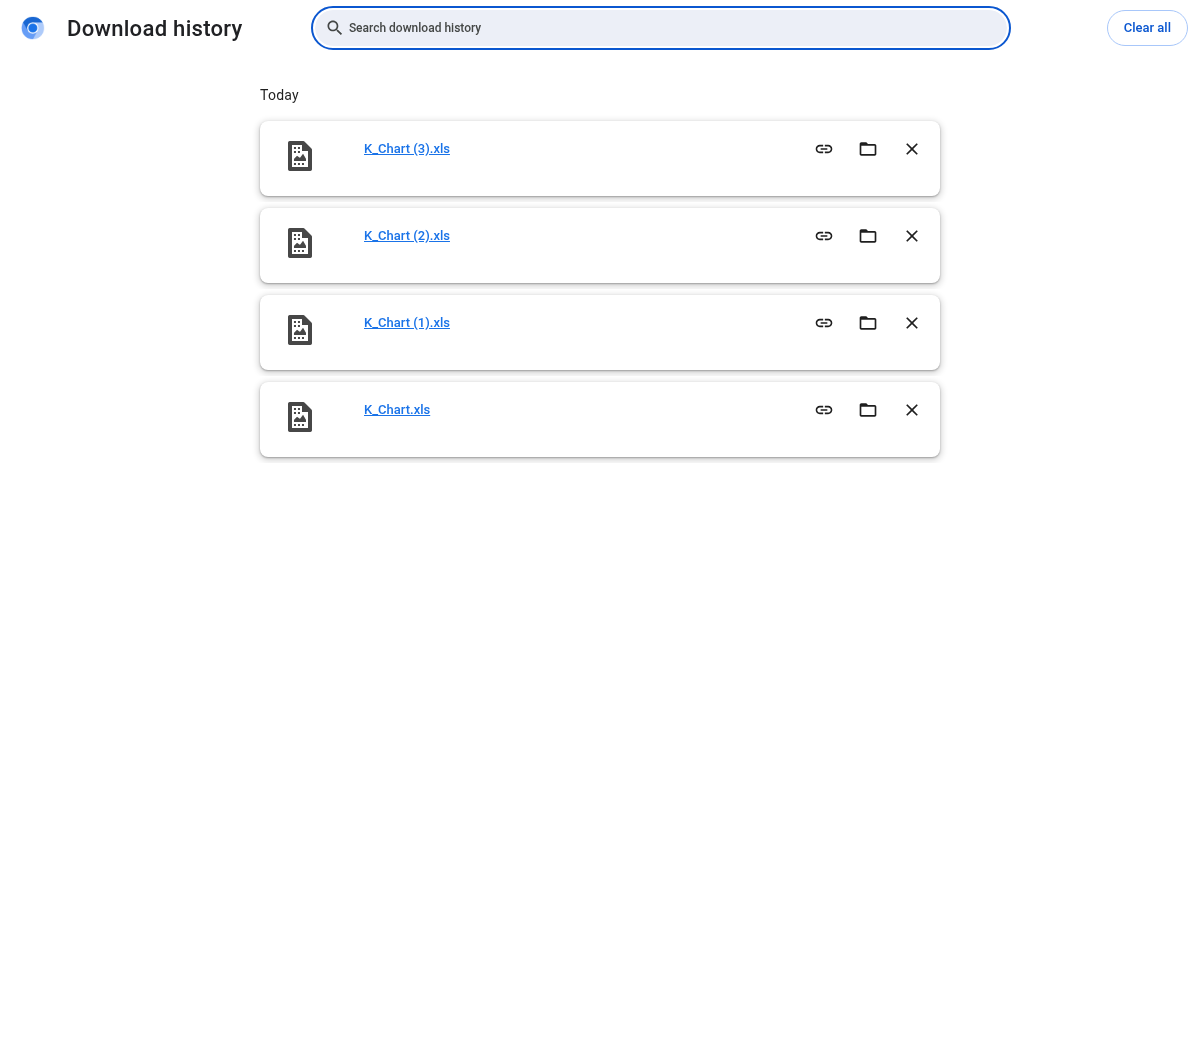 Download history
Search download history
Clear all
Today
K_Chart (3).xls
K_Chart (2).xls
K_Chart (1).xls
K_Chart.xls